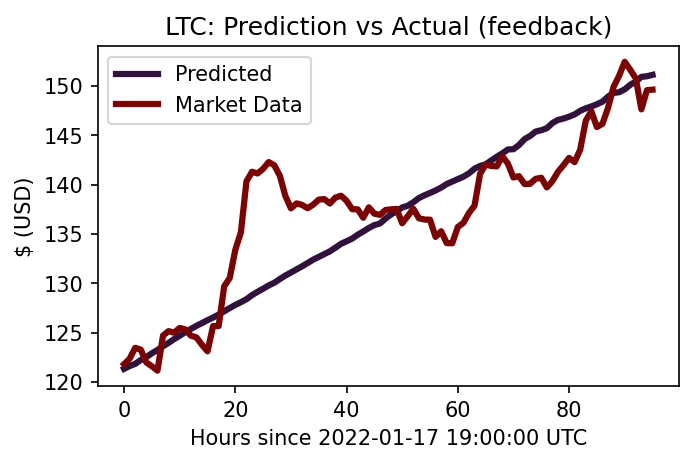 LTC: Prediction vs Actual (feedback)
Predicted
Market Data
$ (USD)
150
145
140
135
130
125
120
0 20 40 60 80
Hours since 2022-01-17 19:00:00 UTC